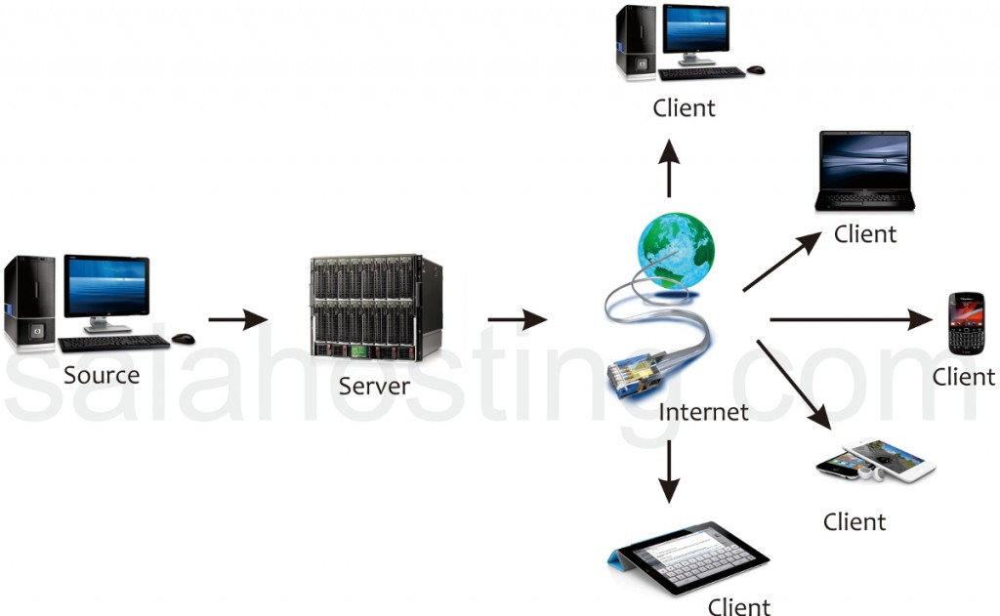 Client
Client
Source
Server
Internet
Client
Client
Client
salahosting.com